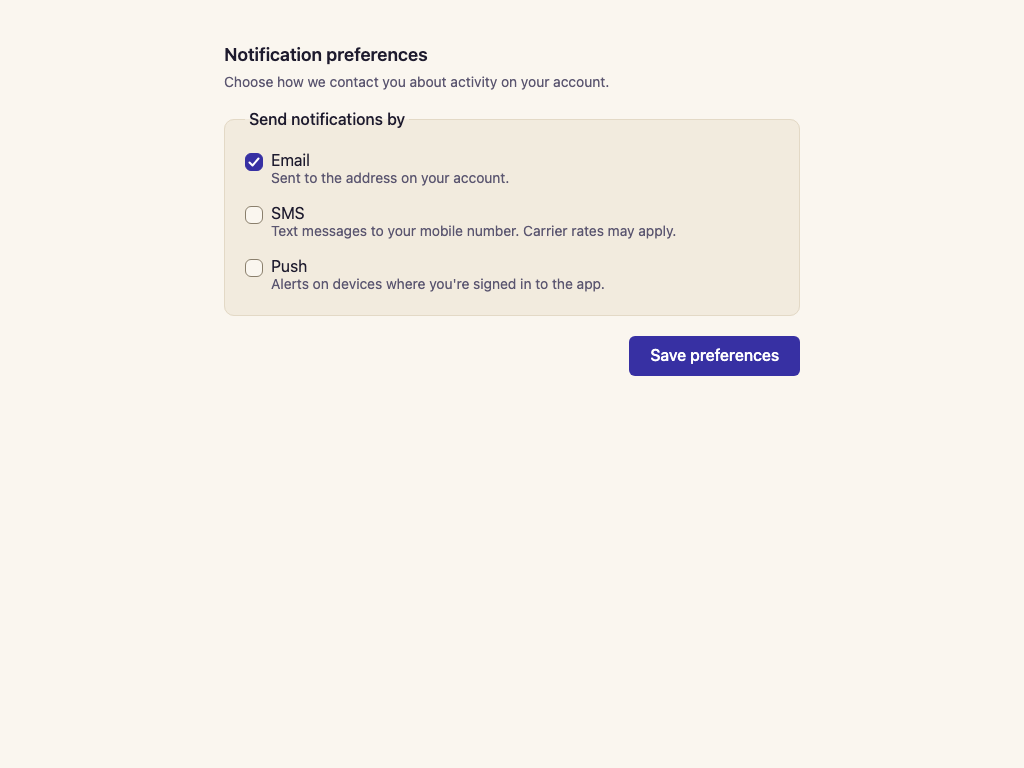 Notification preferences
Choose how we contact you about activity on your account.
Send notifications by
Email
Sent to the address on your account.
SMS
Text messages to your mobile number. Carrier rates may apply.
Push
Alerts on devices where you're signed in to the app.
Save preferences